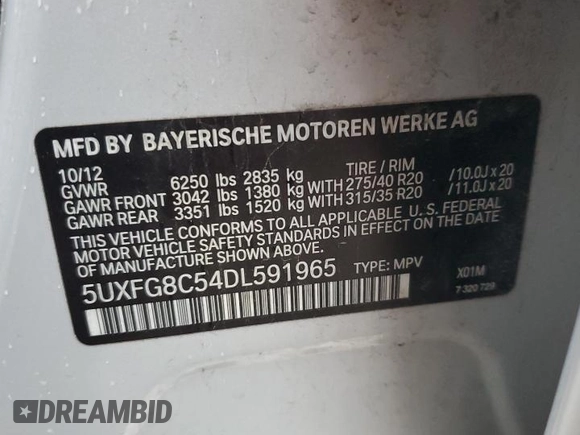 MFD BY BAYERISCHE MOTOREN WERKE AG
10/12 TIRE / RIM
GVWR 6250 lbs 2835 kg
GAWR FRONT 3042 lbs 1380 kg WITH 275/40 R20 /10.0J x 20
GAWR REAR 3351 lbs 1520 kg WITH 315/35 R20 /11.0J x 20
THIS VEHICLE CONFORMS TO ALL APPLICABLE U. S. FEDERAL
MOTOR VEHICLE SAFETY STANDARDS IN EFFECT ON THE DATE
OF MANUFACTURE SHOWN ABOVE.
5UXFG8C54DL591965 TYPE: MPV X01M
7 320 729
DREAMBID